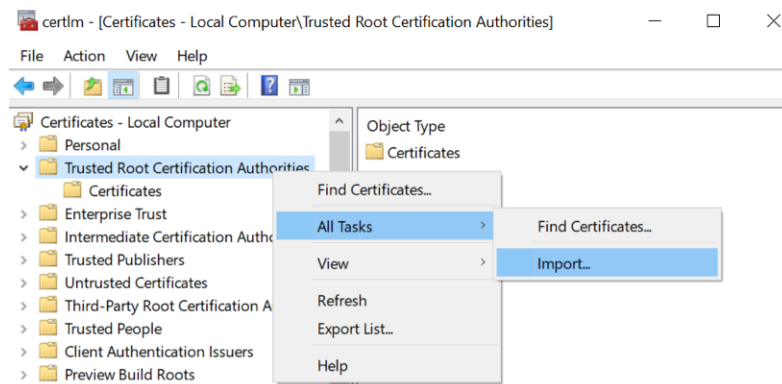 certlm - [Certificates - Local Computer\Trusted Root Certification Authorities]
File Action View Help
Certificates - Local Computer
Personal
Trusted Root Certification Authorities
Certificates
Enterprise Trust
Intermediate Certification Autho
Trusted Publishers
Untrusted Certificates
Third-Party Root Certification A
Trusted People
Client Authentication Issuers
Preview Build Roots
Object Type
Certificates
Find Certificates...
All Tasks
View
Refresh
Export List...
Help
Find Certificates...
Import...